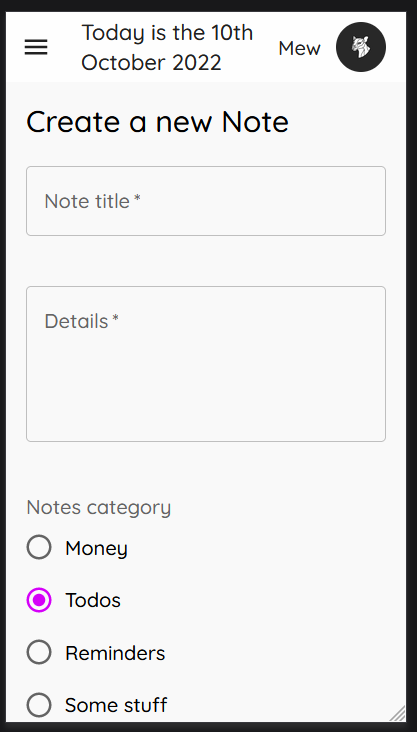 Today is the 10th
October 2022
Mew
Create a new Note
Note title *
Details *
Notes category
Money
Todos
Reminders
Some stuff